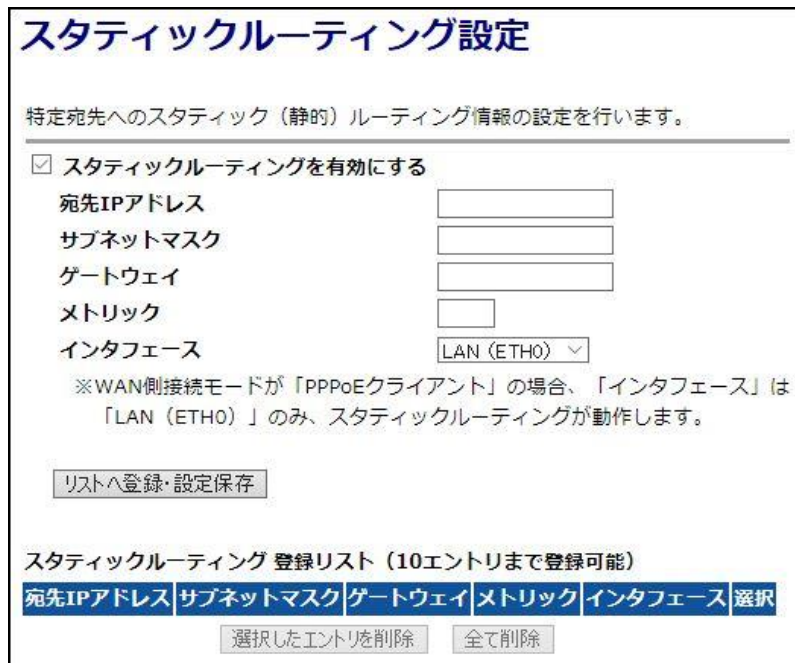 スタティックルーティング設定
特定宛先へのスタティック（静的）ルーティング情報の設定を行います。
スタティックルーティングを有効にする
宛先IPアドレス
サブネットマスク
ゲートウェイ
メトリック
インタフェース LAN (ETH0)
※WAN側接続モードが「PPPoEクライアント」の場合、「インタフェース」は
「LAN（ETH0）」のみ、スタティックルーティングが動作します。
リストへ登録・設定保存
スタティックルーティング 登録リスト（10エントリまで登録可能）
宛先IPアドレス サブネットマスク ゲートウェイ メトリック インタフェース 選択
選択したエントリを削除 全て削除